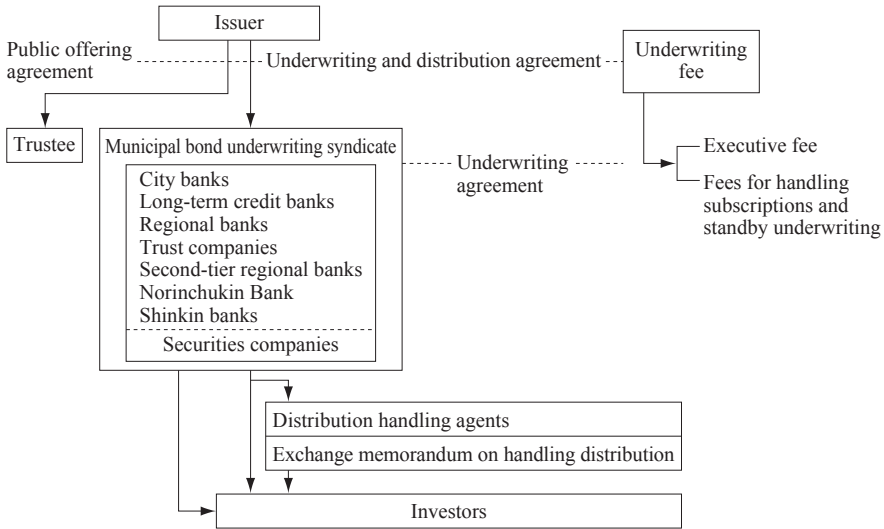 Issuer
Public offering
agreement
Underwriting and distribution agreement
Underwriting
fee
Trustee
Municipal bond underwriting syndicate
City banks
Long-term credit banks
Regional banks
Trust companies
Second-tier regional banks
Norinchukin Bank
Shinkin banks
Securities companies
Underwriting
agreement
Executive fee
Fees for handling
subscriptions and
standby underwriting
Distribution handling agents
Exchange memorandum on handling distribution
Investors